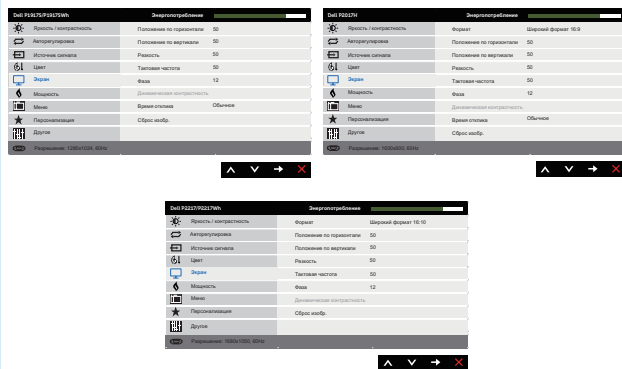 Dell P1917S/P1917SWh Энергопотребление
Яркость / контрастность Положение по горизонтали 50
Авторегулировка Положение по вертикали 50
Источник сигнала Резкость 50
Цвет Тактовая частота 50
Экран Фаза 12
Мощность Динамическая контрастность
Меню Время отклика Обычное
Персонализация Сброс изобр.
Другое
Разрешение: 1280x1024, 60Hz
Dell P2017H Энергопотребление
Яркость / контрастность Формат Широкий формат 16:9
Авторегулировка Положение по горизонтали 50
Источник сигнала Положение по вертикали 50
Цвет Резкость 50
Экран Тактовая частота 50
Мощность Фаза 12
Меню Динамическая контрастность
Персонализация Время отклика Обычное
Другое Сброс изобр.
Разрешение: 1600x900, 60Hz
Dell P2217/P2217Wh Энергопотребление
Яркость / контрастность Формат Широкий формат 16:10
Авторегулировка Положение по горизонтали 50
Источник сигнала Положение по вертикали 50
Цвет Резкость 50
Экран Тактовая частота 50
Мощность Фаза 12
Меню Динамическая контрастность
Персонализация Сброс изобр.
Другое
Разрешение: 1680x1050, 60Hz